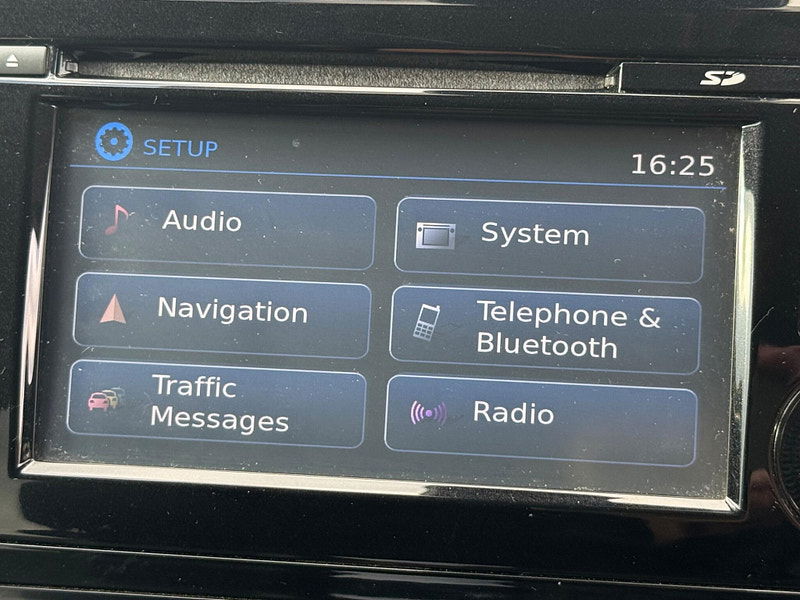 SD
SETUP
16:25
Audio
System
Navigation
Telephone &
Bluetooth
Traffic
Messages
Radio